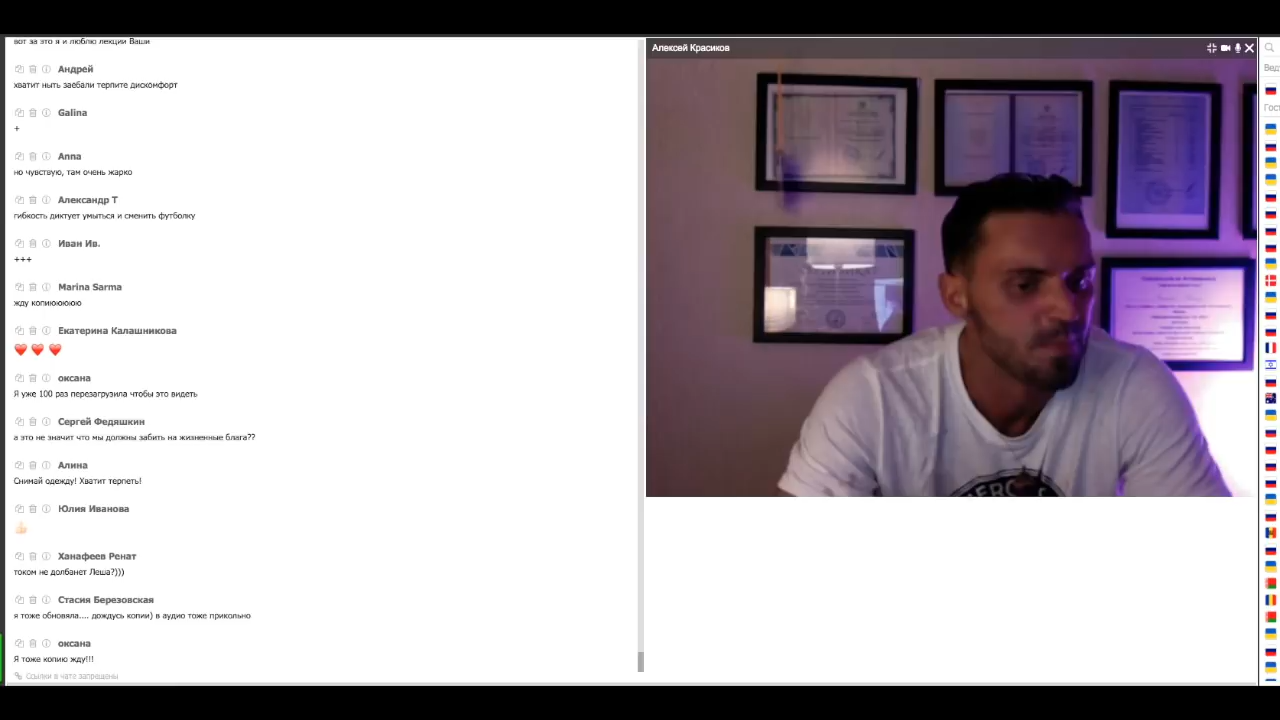 вот за это я и люблю лекции Ваши
Андрей
хватит ныть заебали терпите дискомфорт
Galina
+
Anna
но чувствую, там очень жарко
Александр Т
гибкость диктует умыться и сменить футболку
Иван Ив.
+++
Marina Sarma
жду копиюююююю
Екатерина Калашникова
оксана
Я уже 100 раз перезагрузила чтобы это видеть
Сергей Федяшкин
а это не значит что мы должны забить на жизненные блага??
Алина
Снимай одежду! Хватит терпеть!
Юлия Иванова
Ханафеев Ренат
током не долбанет Леша?)))
Стасия Березовская
я тоже обновяла.... дождусь копии) в аудио тоже прикольно
оксана
Я тоже копию жду!!!
Ссылки в чате запрещены
Алексей Красиков
Вед
Гост